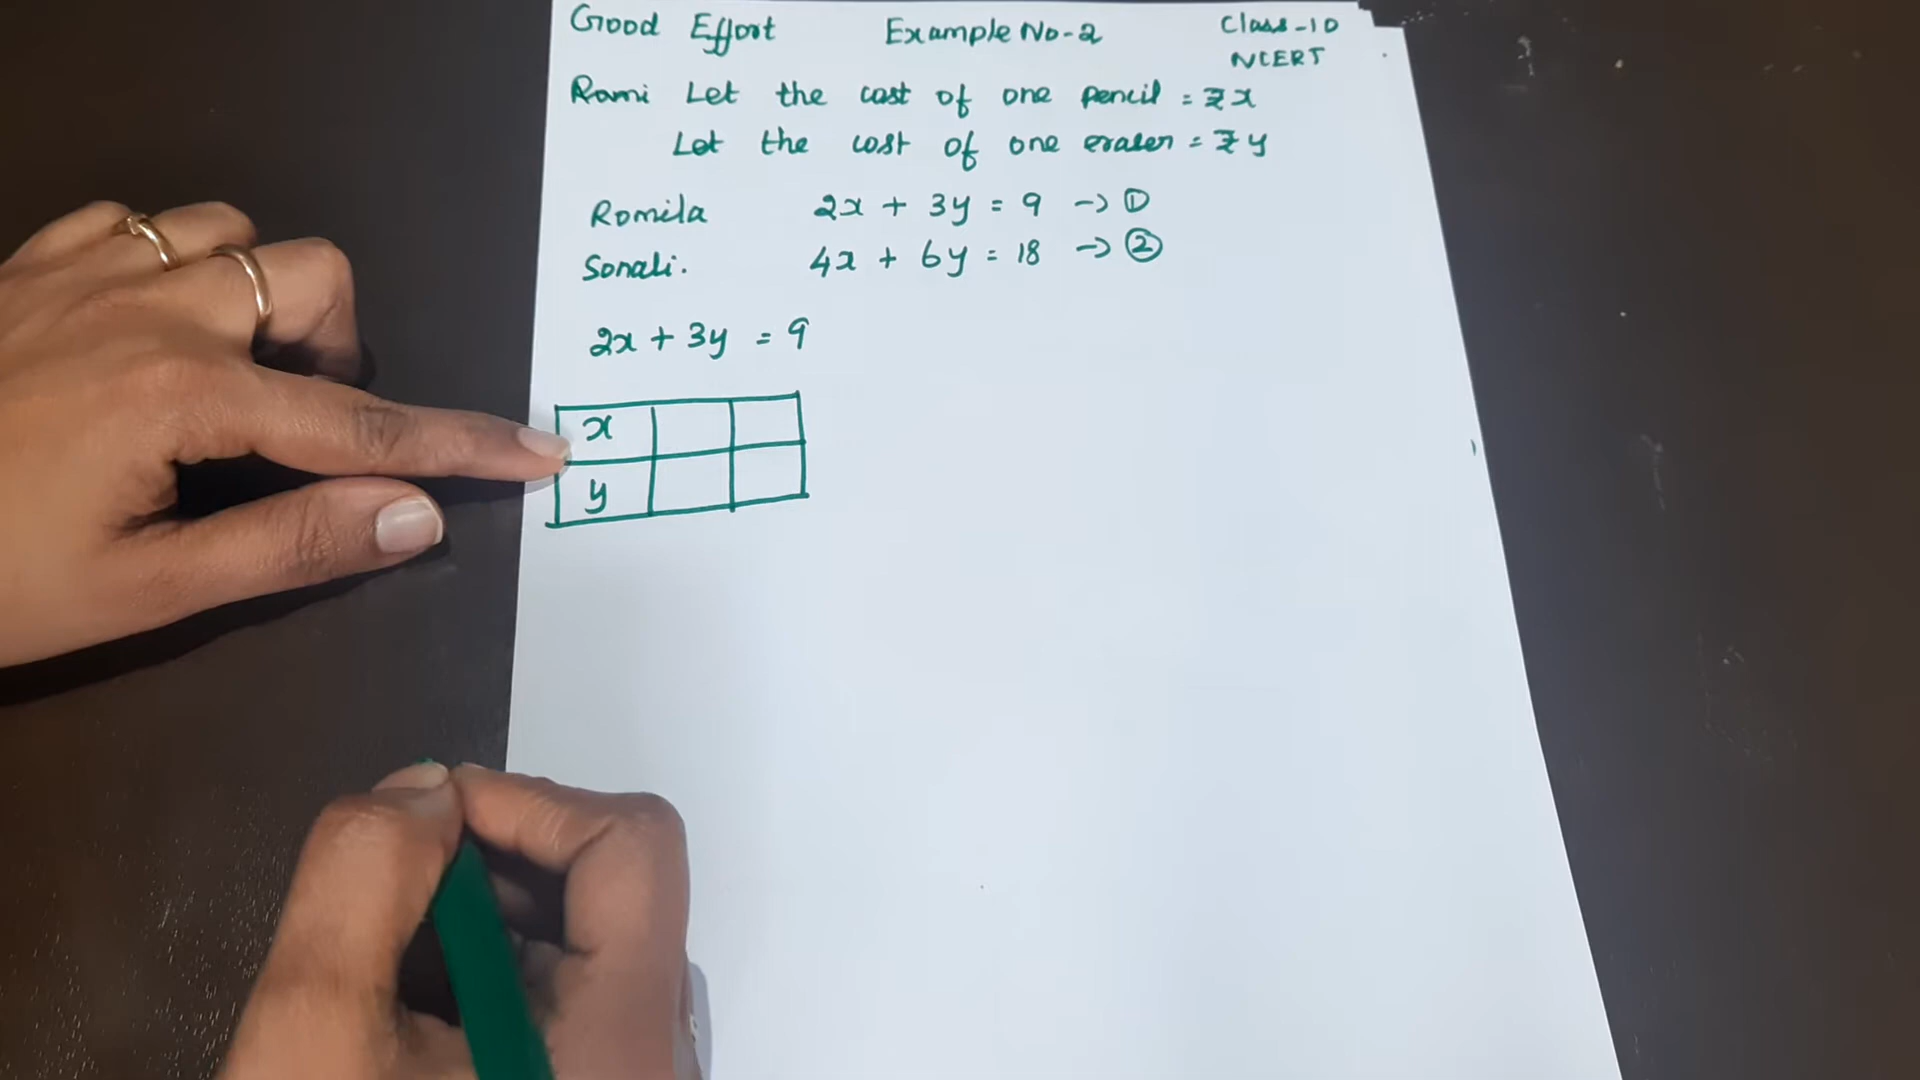 Good Effort Example No-2 Class-10
NCERT
Rami Let the cost of one pencil = ₹x
Let the cost of one eraser = ₹y
Romila 2x + 3y = 9 → ①
Sonali. 4x + 6y = 18 → ②
2x + 3y = 9
x
y